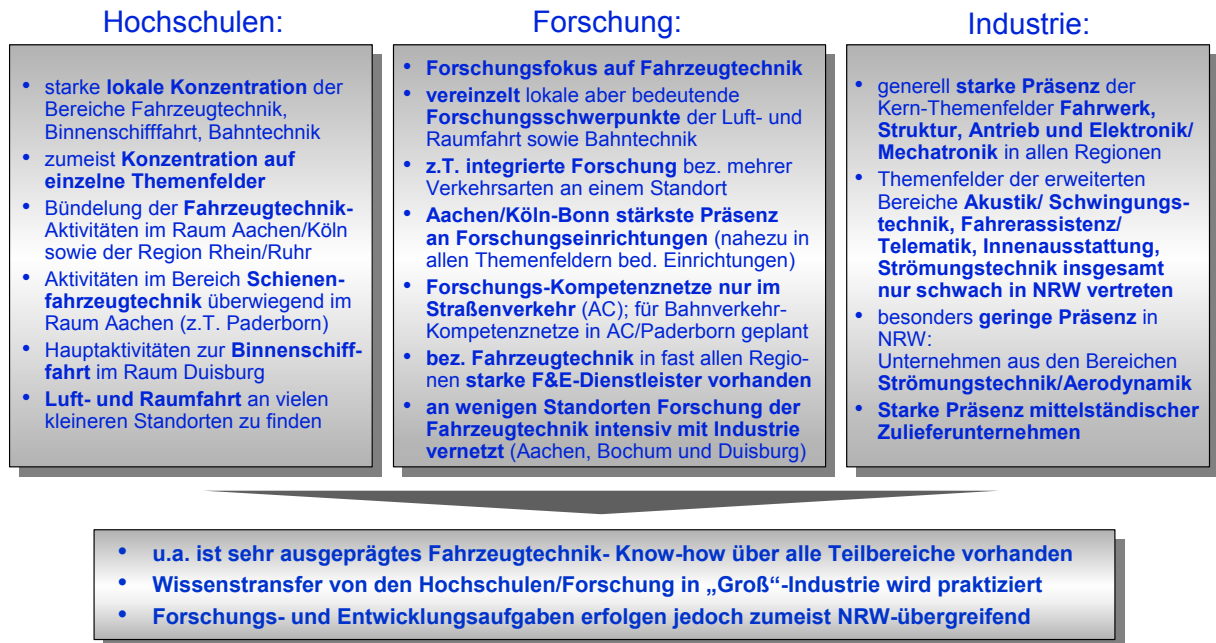 Hochschulen:
• starke lokale Konzentration der
Bereiche Fahrzeugtechnik,
Binnenschifffahrt, Bahntechnik
• zumeist Konzentration auf
einzelne Themenfelder
• Bündelung der Fahrzeugtechnik-
Aktivitäten im Raum Aachen/Köln
sowie der Region Rhein/Ruhr
• Aktivitäten im Bereich Schienen-
fahrzeugtechnik überwiegend im
Raum Aachen (z.T. Paderborn)
• Hauptaktivitäten zur Binnenschiff-
fahrt im Raum Duisburg
• Luft- und Raumfahrt an vielen
kleineren Standorten zu finden
Forschung:
• Forschungsfokus auf Fahrzeugtechnik
• vereinzelt lokale aber bedeutende
Forschungsschwerpunkte der Luft- und
Raumfahrt sowie Bahntechnik
• z.T. integrierte Forschung bez. mehrer
Verkehrsarten an einem Standort
• Aachen/Köln-Bonn stärkste Präsenz
an Forschungseinrichtungen (nahezu in
allen Themenfeldern bed. Einrichtungen)
• Forschungs-Kompetenznetze nur im
Straßenverkehr (AC); für Bahnverkehr-
Kompetenznetze in AC/Paderborn geplant
• bez. Fahrzeugtechnik in fast allen Regio-
nen starke F&E-Dienstleister vorhanden
• an wenigen Standorten Forschung der
Fahrzeugtechnik intensiv mit Industrie
vernetzt (Aachen, Bochum und Duisburg)
Industrie:
• generell starke Präsenz der
Kern-Themenfelder Fahrwerk,
Struktur, Antrieb und Elektronik/
Mechatronik in allen Regionen
• Themenfelder der erweiterten
Bereiche Akustik/ Schwingungs-
technik, Fahrerassistenz/
Telematik, Innenausstattung,
Strömungstechnik insgesamt
nur schwach in NRW vertreten
• besonders geringe Präsenz in
NRW:
Unternehmen aus den Bereichen
Strömungstechnik/Aerodynamik
• Starke Präsenz mittelständischer
Zulieferunternehmen
• u.a. ist sehr ausgeprägtes Fahrzeugtechnik- Know-how über alle Teilbereiche vorhanden
• Wissenstransfer von den Hochschulen/Forschung in „Groß“-Industrie wird praktiziert
• Forschungs- und Entwicklungsaufgaben erfolgen jedoch zumeist NRW-übergreifend